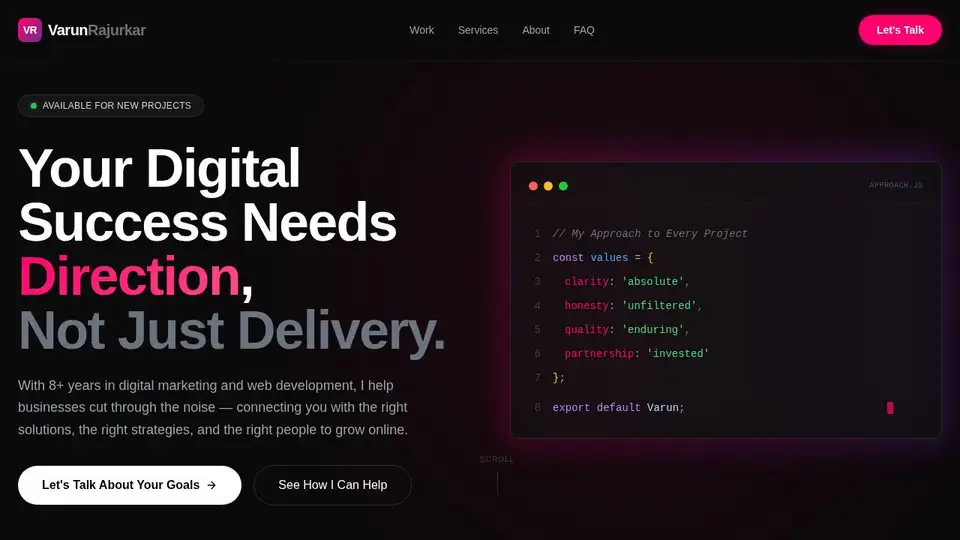 VR VarunRajurkar
Work
Services
About
FAQ
Let's Talk
AVAILABLE FOR NEW PROJECTS
Your Digital
Success Needs
Direction,
Not Just Delivery.
With 8+ years in digital marketing and web development, I help
businesses cut through the noise — connecting you with the right
solutions, the right strategies, and the right people to grow online.
Let's Talk About Your Goals →
See How I Can Help
APPROACH.JS
1 // My Approach to Every Project
2 const values = {
3 clarity: 'absolute',
4 honesty: 'unfiltered',
5 quality: 'enduring',
6 partnership: 'invested'
7 };
8 export default Varun;
SCROLL